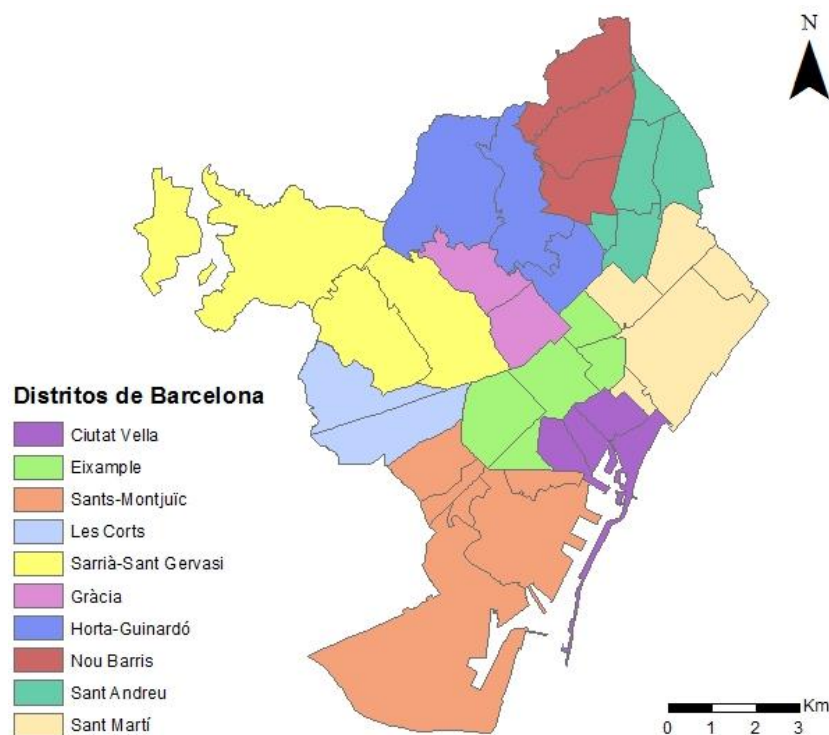 N
Distritos de Barcelona
Ciutat Vella
Eixample
Sants-Montjuïc
Les Corts
Sarrià-Sant Gervasi
Gràcia
Horta-Guinardó
Nou Barris
Sant Andreu
Sant Martí
Km
0 1 2 3